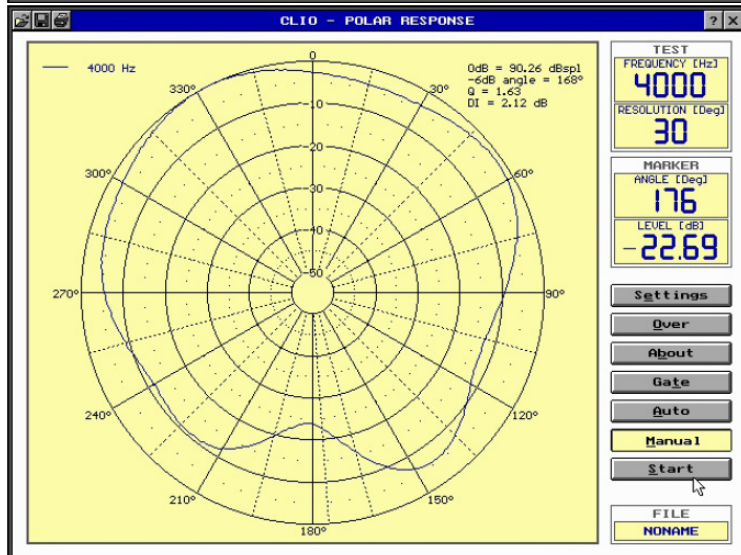 CLIO - POLAR RESPONSE
? X
4000 Hz
0dB = 90.26 dBspl
-6dB angle = 168°
Q = 1.63
DI = 2.12 dB
0
330°
30°
-10
300°
60°
-20
-30
-40
-50
270°
90°
240°
120°
210°
150°
180°
TEST
FREQUENCY [Hz]
4000
RESOLUTION [Deg]
30
MARKER
ANGLE [Deg]
176
LEVEL [dB]
-22.69
Settings
Over
About
Gate
Auto
Manual
Start
FILE
NONAME